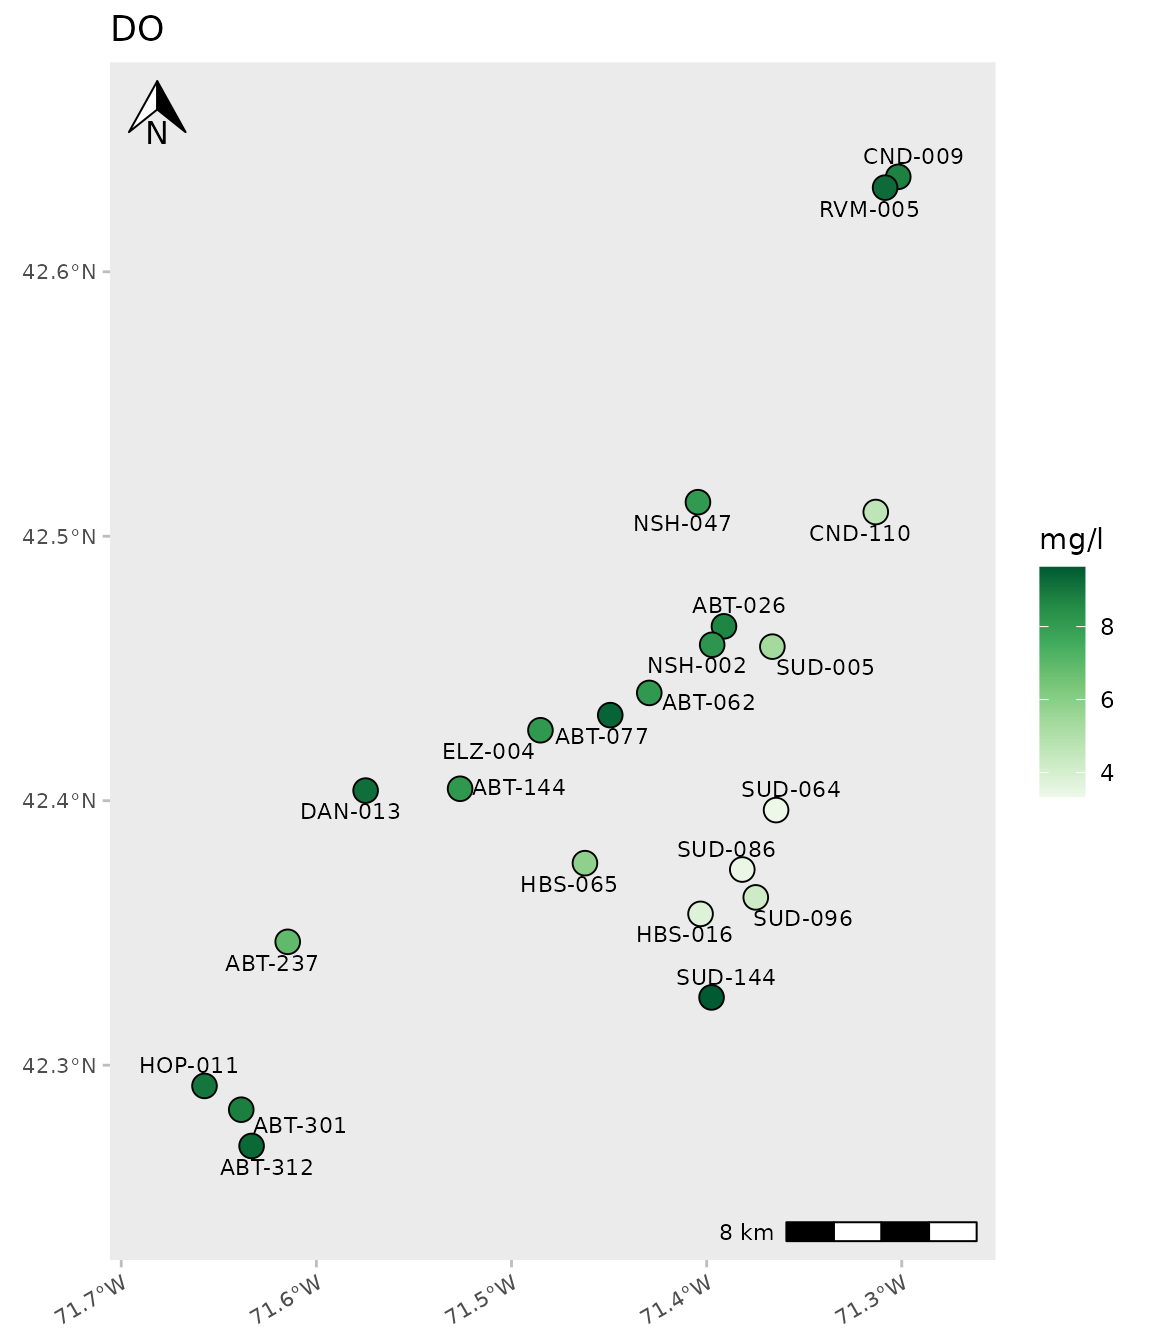 DO
N
CND-009
RVM-005
42.6°N
NSH-047
CND-110
42.5°N
mg/l
8
6
4
ABT-026
NSH-002
SUD-005
ABT-062
ABT-077
ELZ-004
ABT-144
DAN-013
42.4°N
SUD-064
SUD-086
HBS-065
SUD-096
HBS-016
ABT-237
SUD-144
HOP-011
42.3°N
ABT-301
ABT-312
8 km
71.7°W
71.6°W
71.5°W
71.4°W
71.3°W